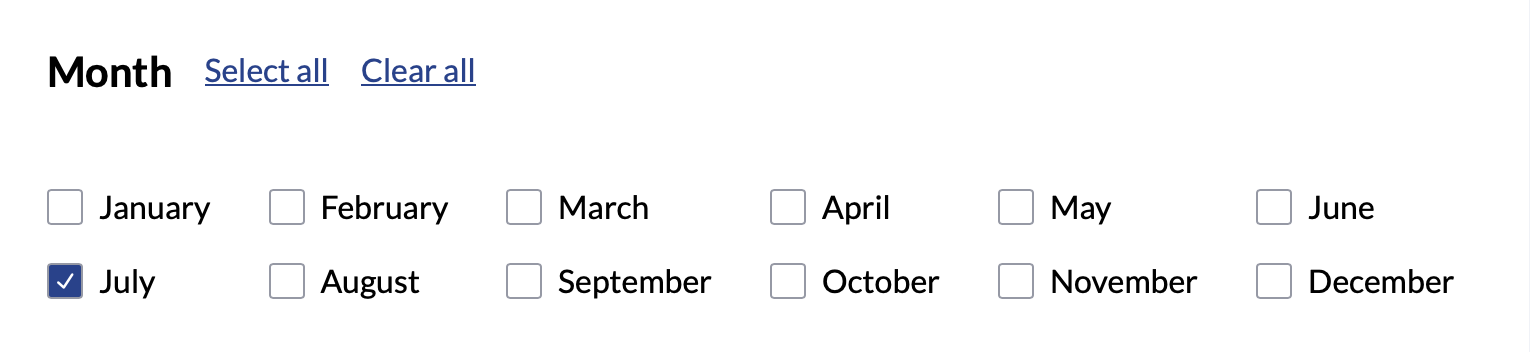 Month Select all Clear all
January February March April May June
July August September October November December